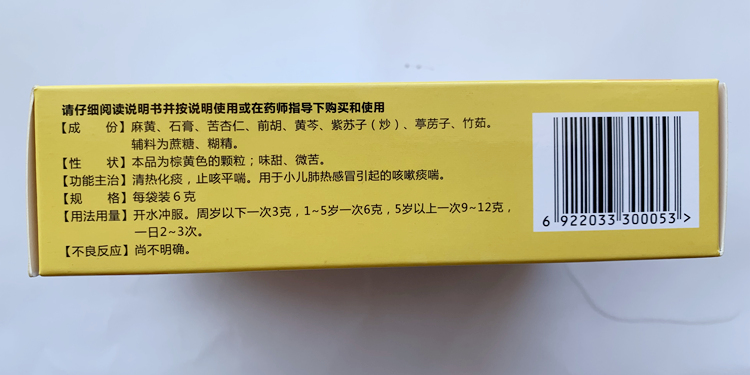 请仔细阅读说明书并按说明使用或在药师指导下购买和使用
【成　份】麻黄、石膏、苦杏仁、前胡、黄芩、紫苏子（炒）、葶苈子、竹茹。
辅料为蔗糖、糊精。
【性　状】本品为棕黄色的颗粒；味甜、微苦。
【功能主治】清热化痰，止咳平喘。用于小儿肺热感冒引起的咳嗽痰喘。
【规　格】每袋装6克
【用法用量】开水冲服。周岁以下一次3克，1~5岁一次6克，5岁以上一次9~12克，
一日2~3次。
【不良反应】尚不明确。
6 922033 300053 >